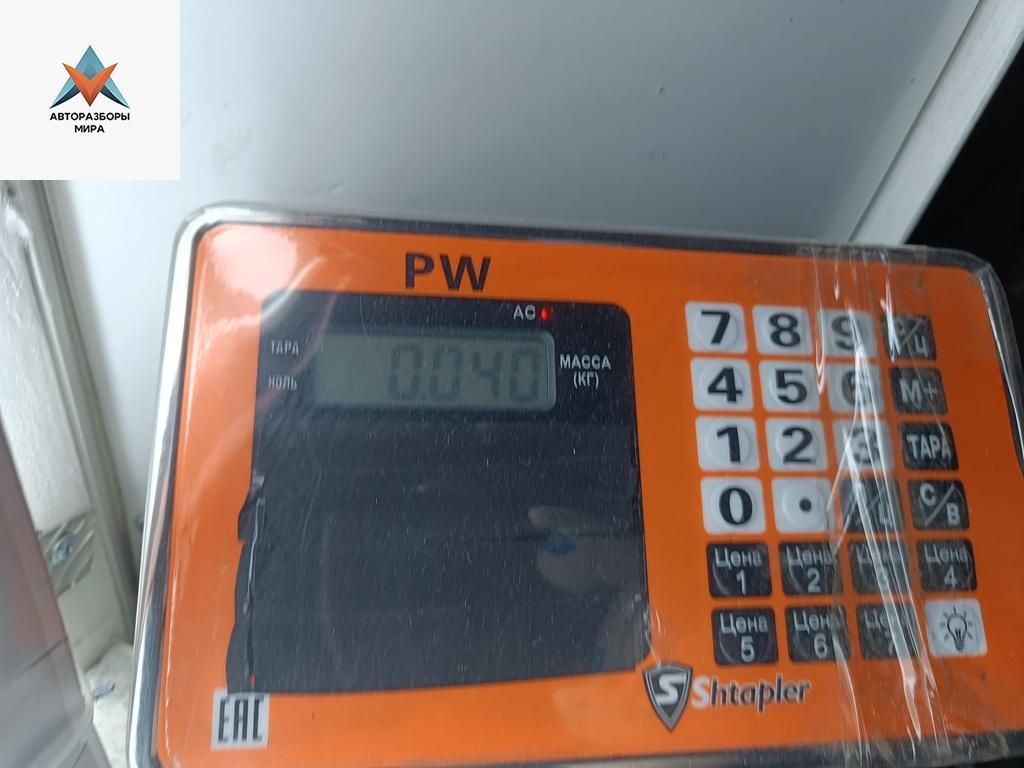 АВТОРАЗБОРЫ
МИРА
PW
AC
ТАРА
НОЛЬ
0.040
МАССА
(КГ)
7 8 9
4 5 6 M+
1 2 3 ТАРА
0 . С/В
Цена 1 Цена 2 Цена 4
Цена 5 Цена 6
EAC
S Shtapler